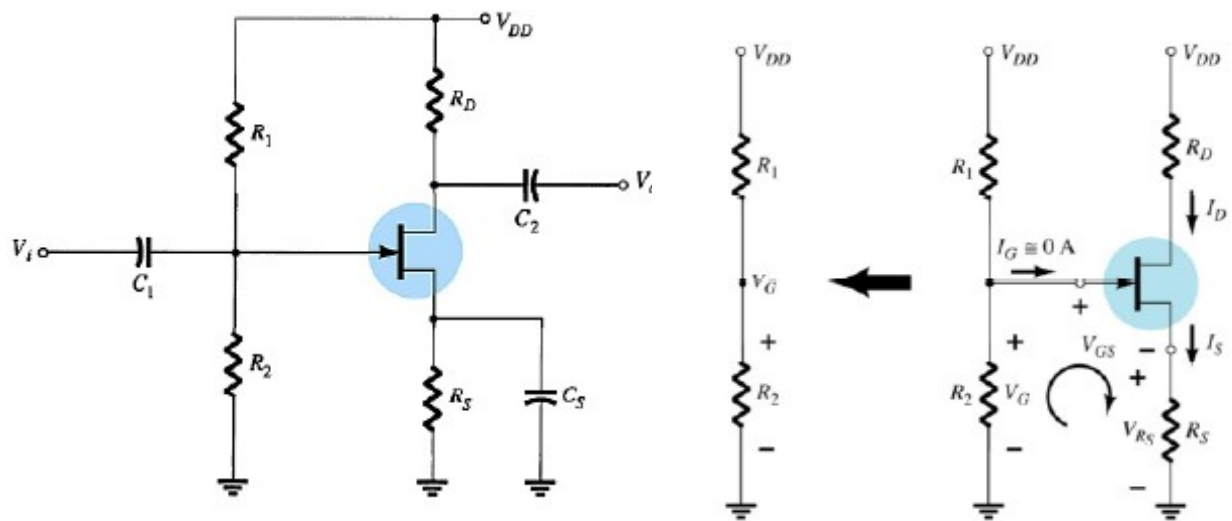 V_DD
R_D
R_1
C_2
V_i
C_1
R_2
R_S
C_S
V_DD
R_1
V_G
+
R_2
−
V_DD
V_DD
R_D
R_1
I_D
I_G ≅ 0 A
+
V_GS
−
I_S
+
R_2
V_G
−
+
V_RS
R_S
−